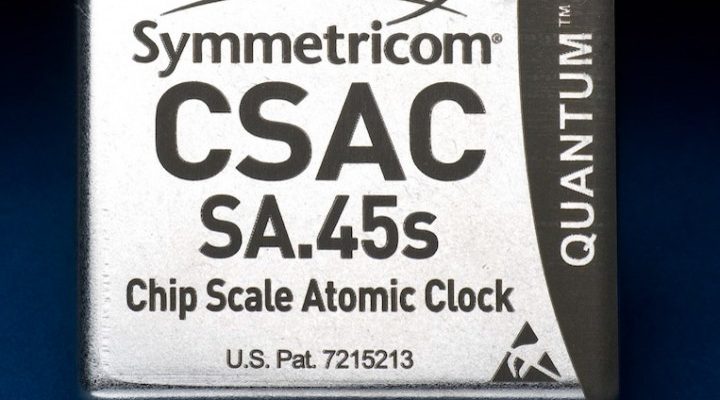 Symmetricom®
CSAC
SA.45s
Chip Scale Atomic Clock
U.S. Pat. 7215213
QUANTUM™